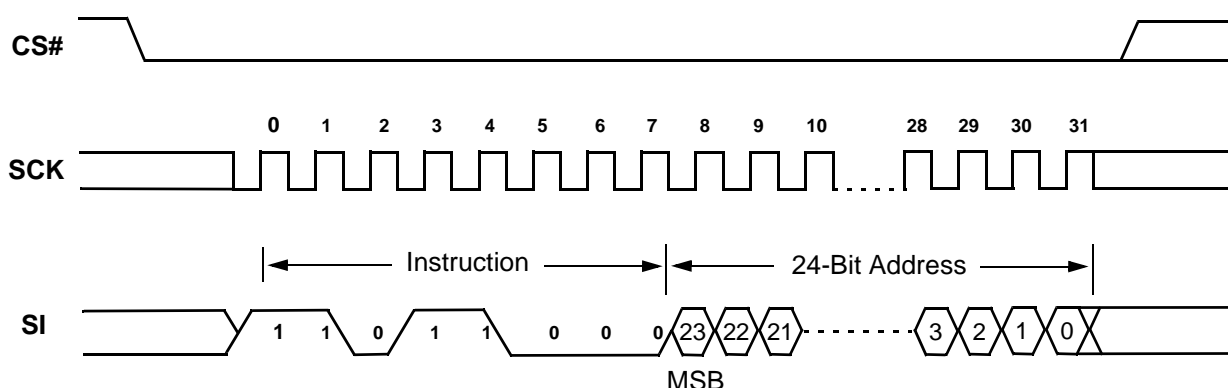 CS#
0 1 2 3 4 5 6 7 8 9 10 28 29 30 31
SCK
Instruction 24-Bit Address
SI 1 1 0 1 1 0 0 0 23 22 21 3 2 1 0
MSB